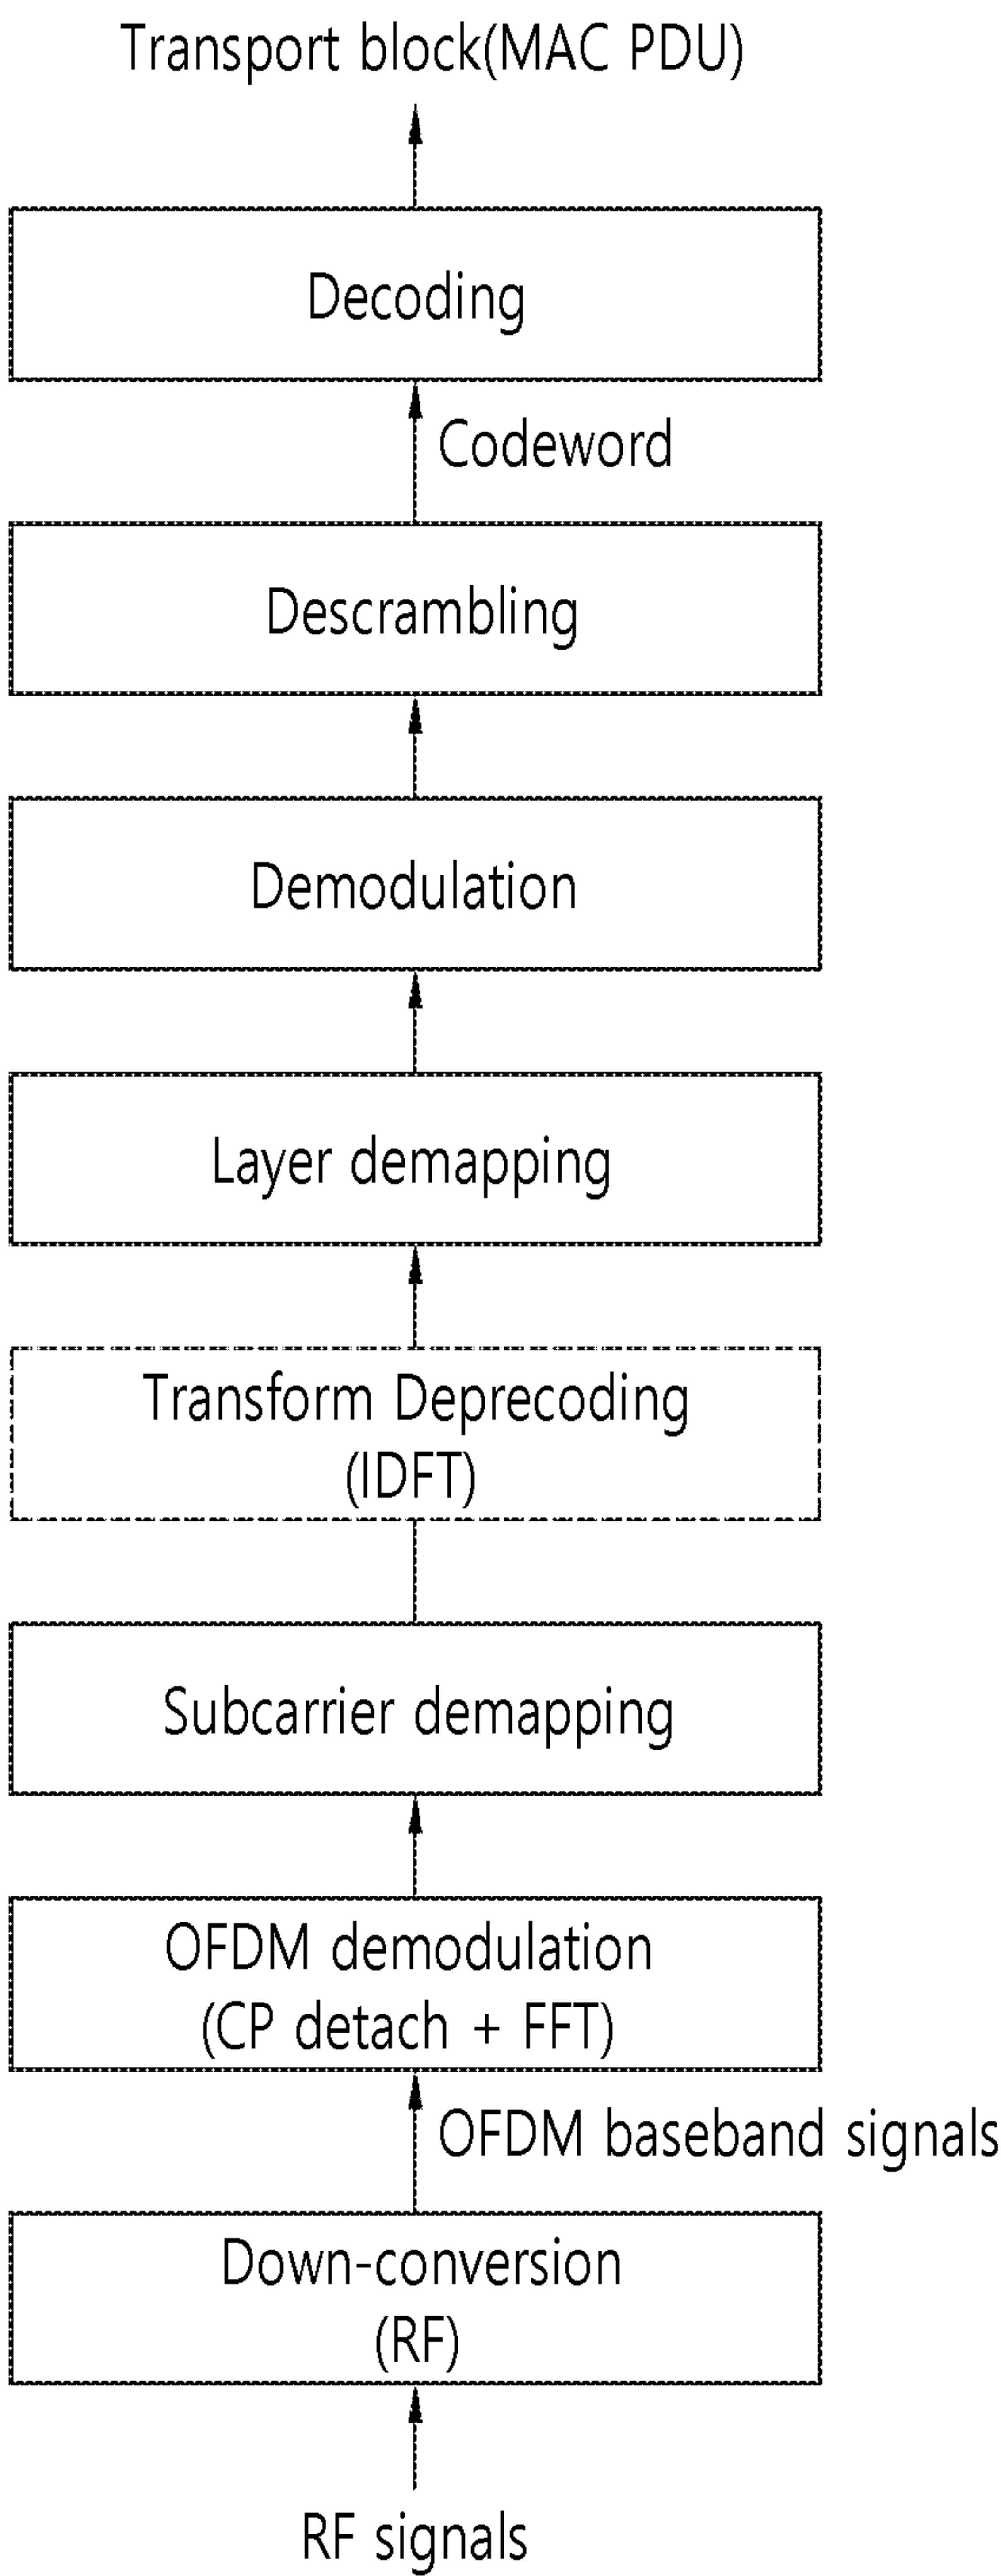 Transport block(MAC PDU)
Decoding
Codeword
Descrambling
Demodulation
Layer demapping
Transform Deprecoding
(IDFT)
Subcarrier demapping
OFDM demodulation
(CP detach + FFT)
OFDM baseband signals
Down-conversion
(RF)
RF signals